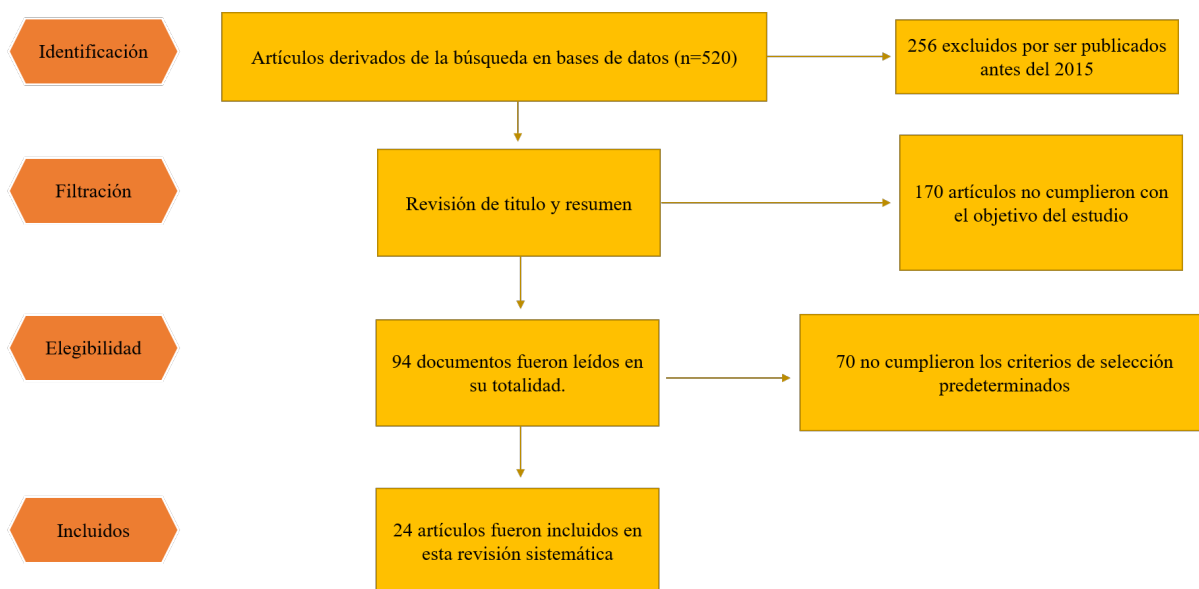 Identificación
Artículos derivados de la búsqueda en bases de datos (n=520)
256 excluidos por ser publicados
antes del 2015
Filtración
Revisión de titulo y resumen
170 artículos no cumplieron con
el objetivo del estudio
Elegibilidad
94 documentos fueron leídos en
su totalidad.
70 no cumplieron los criterios de selección
predeterminados
Incluidos
24 artículos fueron incluidos en
esta revisión sistemática